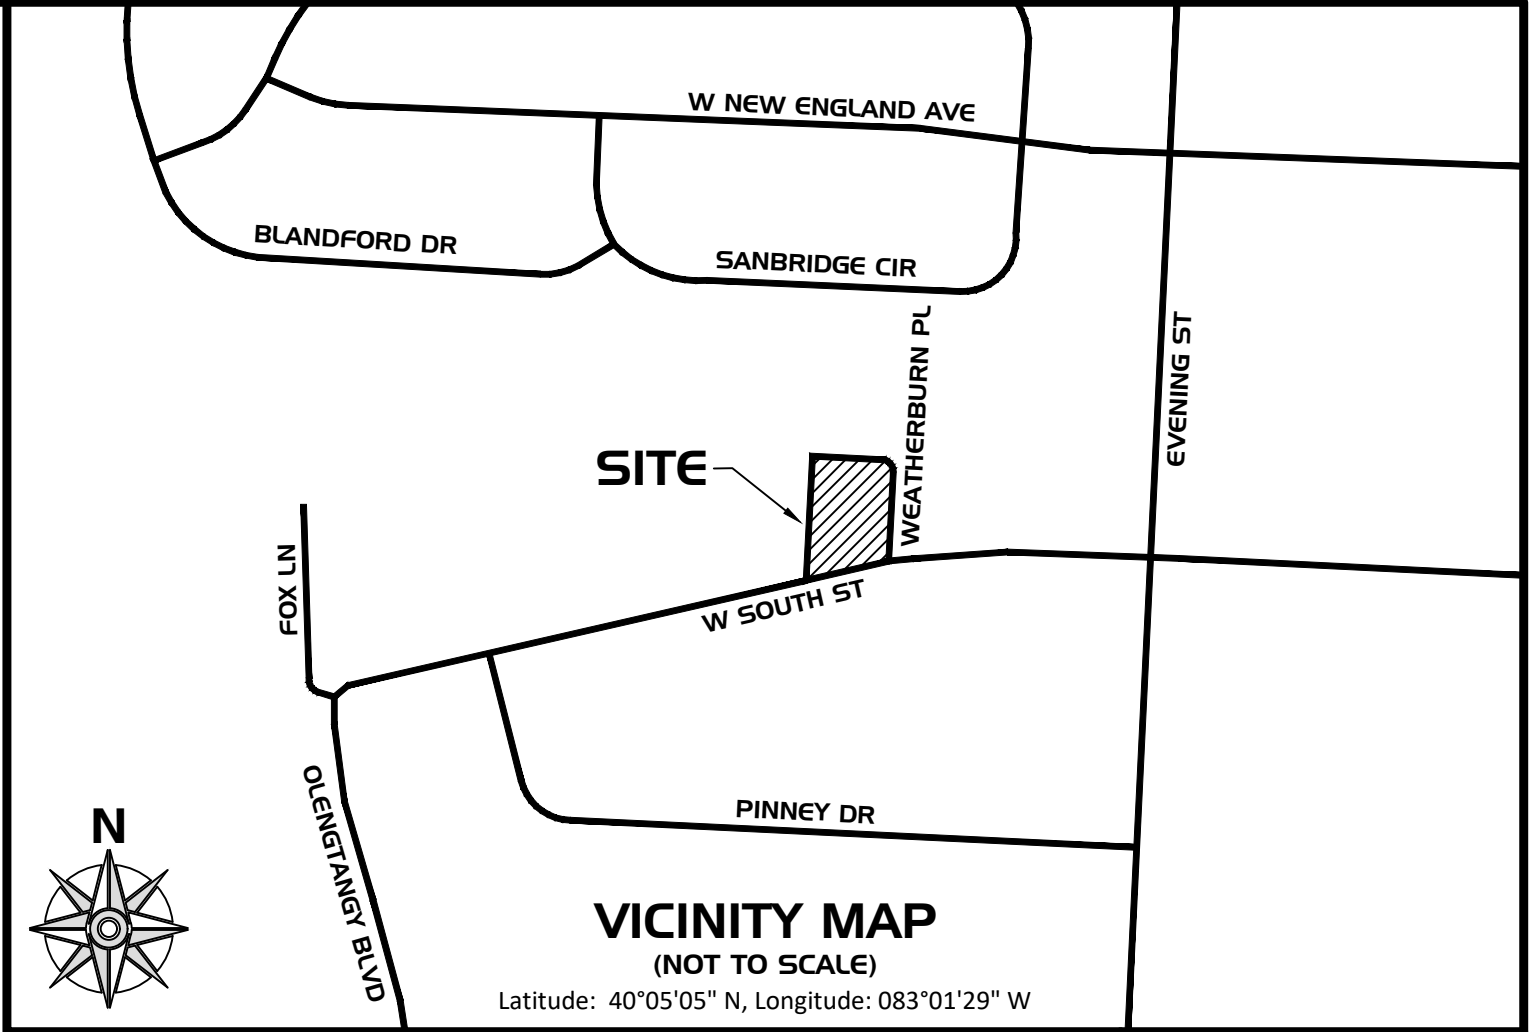 W NEW ENGLAND AVE
BLANDFORD DR
SANBRIDGE CIR
WEATHERBURN PL
EVENING ST
SITE
FOX LN
W SOUTH ST
OLENGTANGY BLVD
PINNEY DR
N
VICINITY MAP
(NOT TO SCALE)
Latitude: 40°05'05" N, Longitude: 083°01'29" W